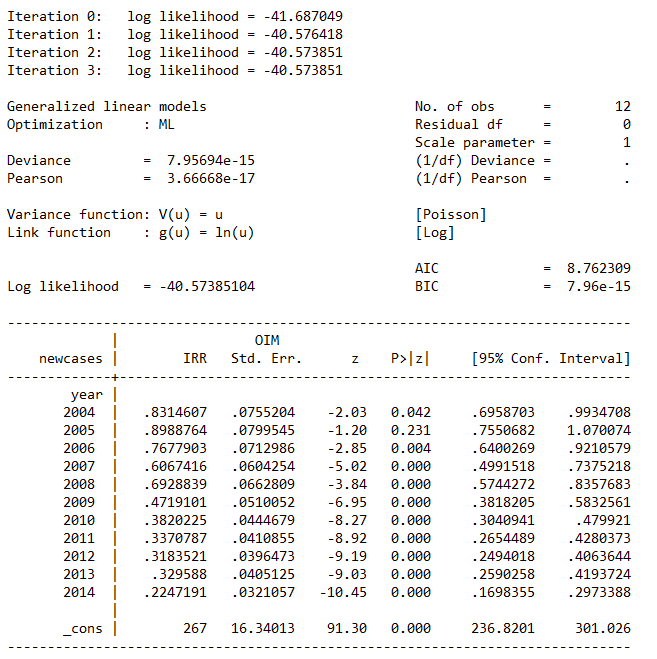 Iteration 0:   log likelihood = -41.687049
Iteration 1:   log likelihood = -40.576418
Iteration 2:   log likelihood = -40.573851
Iteration 3:   log likelihood = -40.573851
Generalized linear models                          No. of obs      =         12
Optimization     : ML                              Residual df     =          0
                                                   Scale parameter =          1
Deviance         =  7.95694e-15                    (1/df) Deviance =          .
Pearson          =  3.66668e-17                    (1/df) Pearson  =          .
Variance function: V(u) = u                        [Poisson]
Link function    : g(u) = ln(u)                    [Log]
                                                   AIC             =  8.762309
Log likelihood   = -40.57385104                    BIC             =  7.96e-15
------------------------------------------------------------------------------
             |                 OIM
    newcases |        IRR   Std. Err.      z    P>|z|     [95% Conf. Interval]
-------------+----------------------------------------------------------------
        year |
       2004  |   .8314607   .0755204    -2.03   0.042     .6958703    .9934708
       2005  |   .8988764   .0799545    -1.20   0.231     .7550682    1.070074
       2006  |   .7677903   .0712986    -2.85   0.004     .6400269    .9210579
       2007  |   .6067416   .0604254    -5.02   0.000     .4991518    .7375218
       2008  |   .6928839   .0662809    -3.84   0.000     .5744272    .8357683
       2009  |   .4719101   .0510052    -6.95   0.000     .3818205    .5832561
       2010  |   .3820225   .0444679    -8.27   0.000     .3040941     .479921
       2011  |   .3370787   .0410855    -8.92   0.000     .2654489    .4280373
       2012  |   .3183521   .0396473    -9.19   0.000     .2494018    .4063644
       2013  |    .329588   .0405125    -9.03   0.000     .2590258    .4193724
       2014  |   .2247191   .0321057   -10.45   0.000     .1698355    .2973388
             |
       _cons |        267   16.34013    91.30   0.000     236.8201     301.026
------------------------------------------------------------------------------